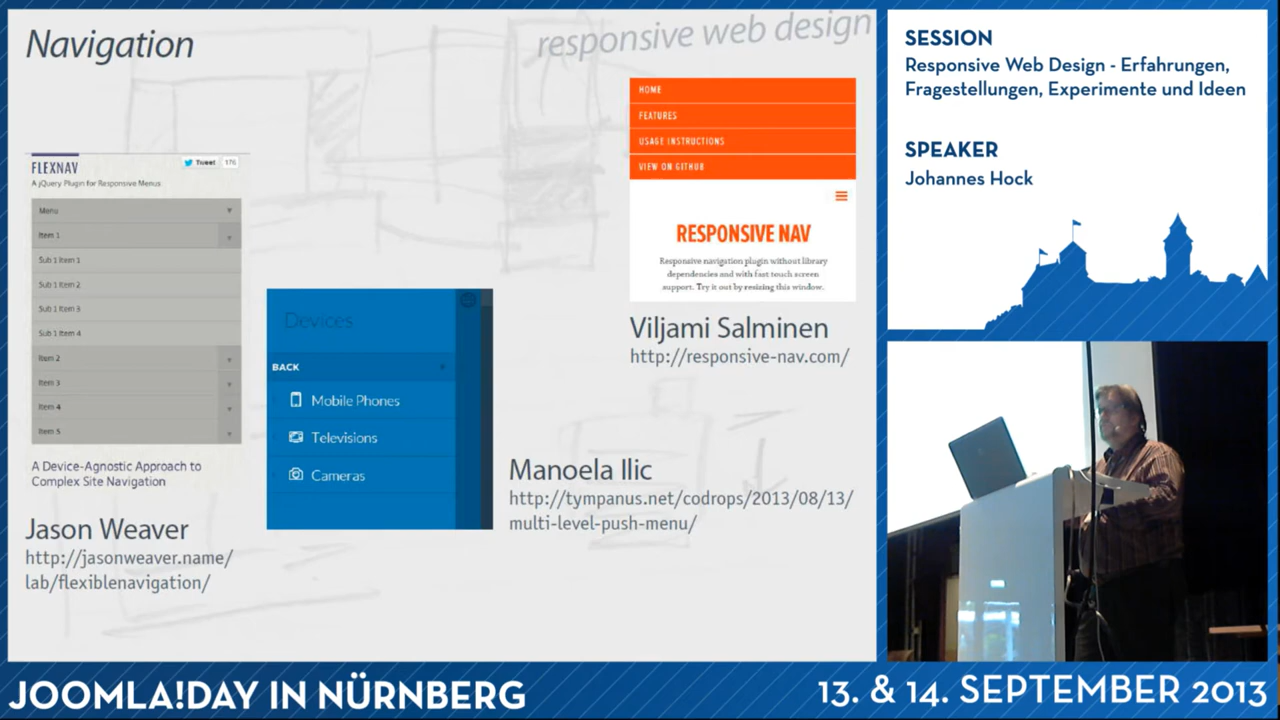 Navigation
responsive web design
FLEXNAV
Tweet 176
A jQuery Plugin for Responsive Menus
Menu
Item 1
Sub 1 Item 1
Sub 1 Item 2
Sub 1 Item 3
Sub 1 Item 4
Item 2
Item 3
Item 4
Item 5
A Device-Agnostic Approach to
Complex Site Navigation
Jason Weaver
http://jasonweaver.name/
lab/flexiblenavigation/
Devices
BACK
Mobile Phones
Televisions
Cameras
Manoela Ilic
http://tympanus.net/codrops/2013/08/13/
multi-level-push-menu/
HOME
FEATURES
USAGE INSTRUCTIONS
VIEW ON GITHUB
RESPONSIVE NAV
Responsive navigation plugin without library
dependencies and with fast touch screen
support. Try it out by resizing this window.
Viljami Salminen
http://responsive-nav.com/
SESSION
Responsive Web Design - Erfahrungen,
Fragestellungen, Experimente und Ideen
SPEAKER
Johannes Hock
JOOMLA!DAY IN NÜRNBERG
13. & 14. SEPTEMBER 2013